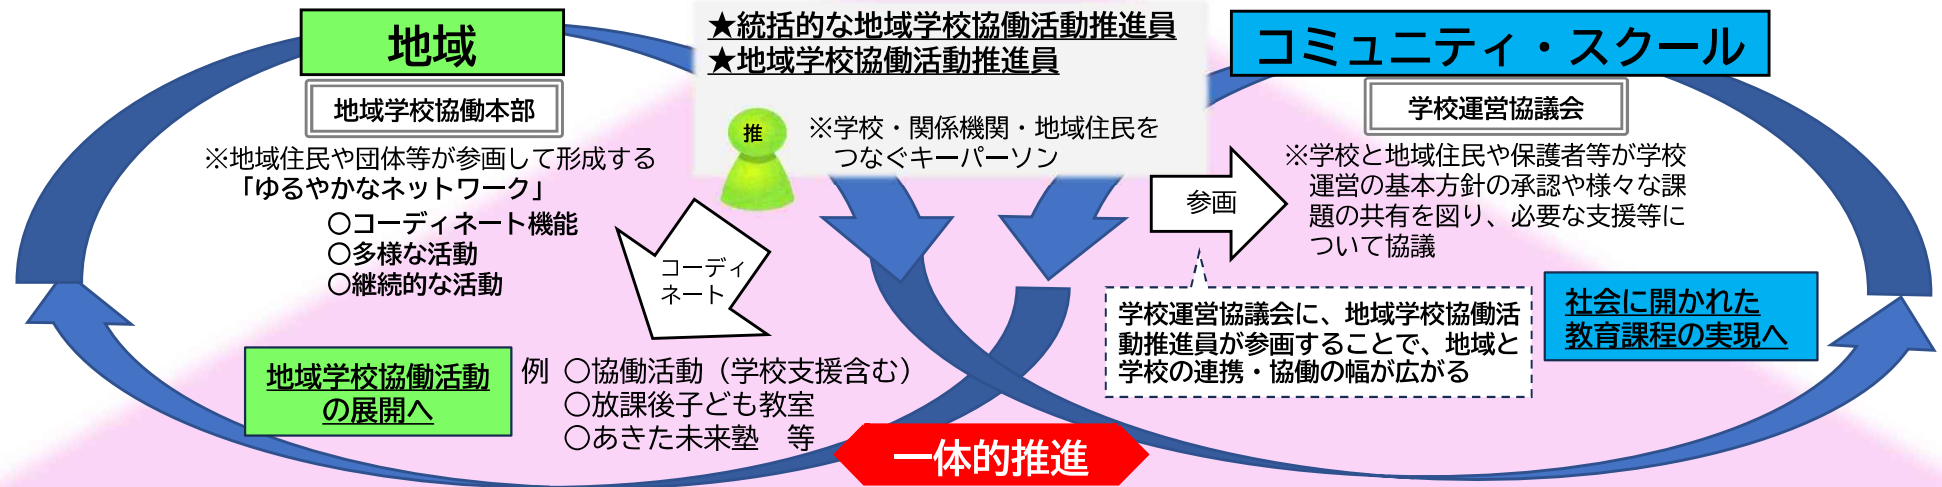 地域
地域学校協働本部
※地域住民や団体等が参画して形成する
「ゆるやかなネットワーク」
〇コーディネート機能
〇多様な活動
〇継続的な活動
★統括的な地域学校協働活動推進員
★地域学校協働活動推進員
推
※学校・関係機関・地域住民を
つなぐキーパーソン
コーディ
ネート
コミュニティ・スクール
学校運営協議会
参画
※学校と地域住民や保護者等が学校
運営の基本方針の承認や様々な課
題の共有を図り、必要な支援等に
ついて協議
学校運営協議会に、地域学校協働活
動推進員が参画することで、地域と
学校の連携・協働の幅が広がる
社会に開かれた
教育課程の実現へ
地域学校協働活動
の展開へ
例 〇協働活動（学校支援含む）
〇放課後子ども教室
〇あきた未来塾　等
一体的推進